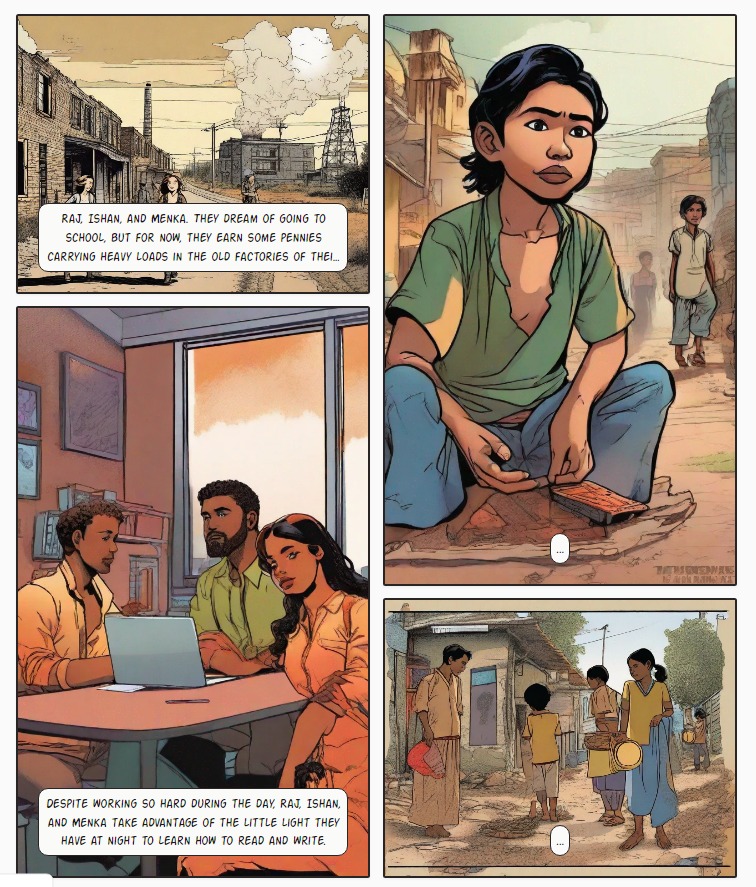 RAJ, ISHAN, AND MENKA. THEY DREAM OF GOING TO
SCHOOL, BUT FOR NOW, THEY EARN SOME PENNIES
CARRYING HEAVY LOADS IN THE OLD FACTORIES OF THEI...
...
DESPITE WORKING SO HARD DURING THE DAY, RAJ, ISHAN,
AND MENKA TAKE ADVANTAGE OF THE LITTLE LIGHT THEY
HAVE AT NIGHT TO LEARN HOW TO READ AND WRITE.
...